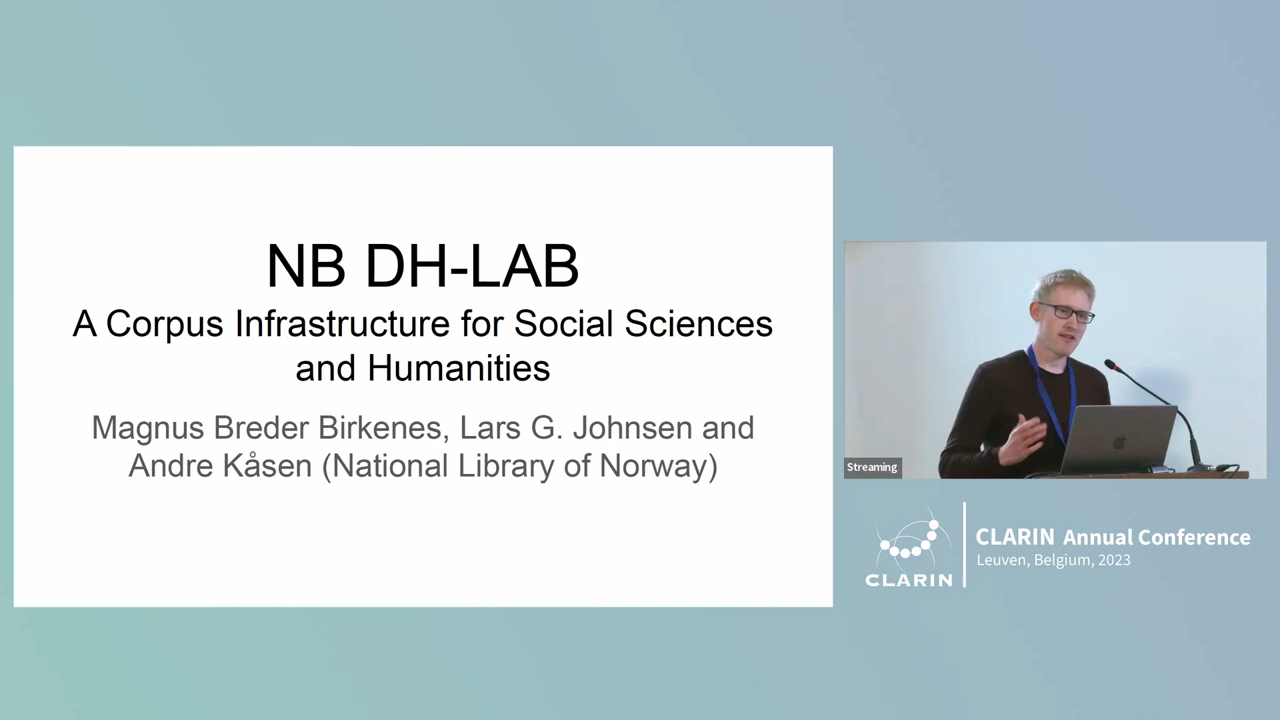 NB DH-LAB
A Corpus Infrastructure for Social Sciences
and Humanities
Magnus Breder Birkenes, Lars G. Johnsen and
Andre Kåsen (National Library of Norway)
Streaming
CLARIN
CLARIN Annual Conference
Leuven, Belgium, 2023